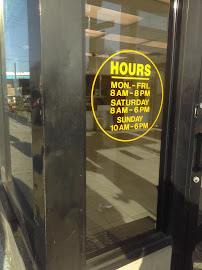 HOURS
MON. - FRI.
8 AM - 8 PM
SATURDAY
8 AM - 6 PM
SUNDAY
10 AM - 6 PM